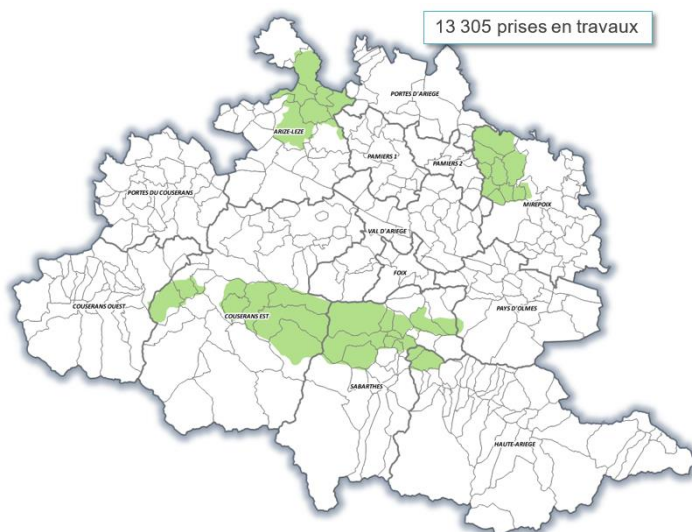 13 305 prises en travaux
PORTES D'ARIEGE
ARIZE-LEZE
PAMIERS 1
PAMIERS 2
PORTES DU COUSERANS
MIREPOIX
VAL D'ARIEGE
FOIX
COUSERANS OUEST
COUSERANS EST
PAYS D'OLMES
SABARTHES
HAUTE-ARIEGE